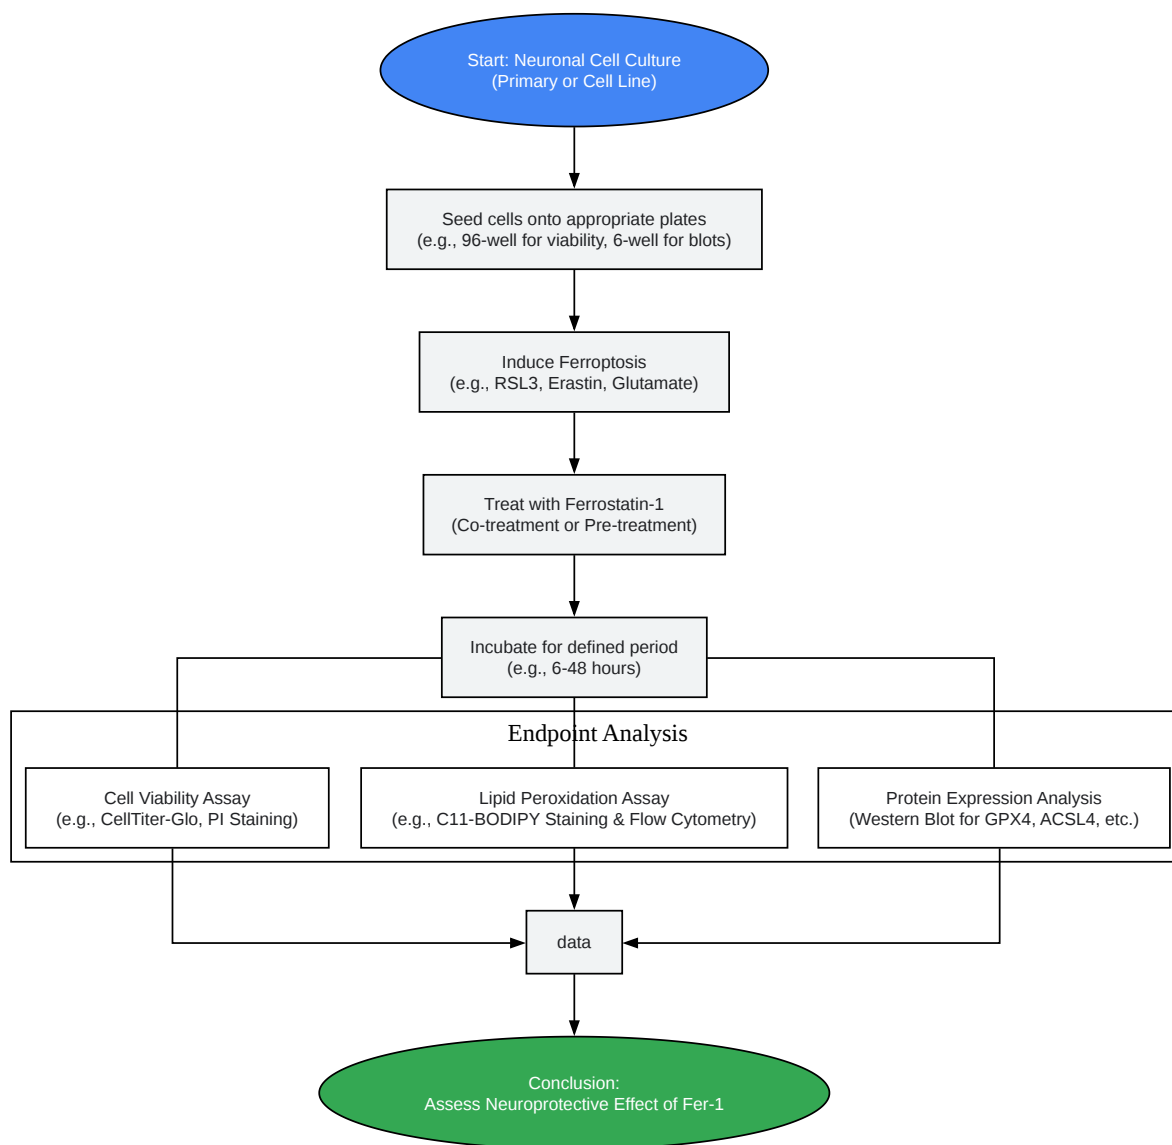 Start: Neuronal Cell Culture
(Primary or Cell Line)
Seed cells onto appropriate plates
(e.g., 96-well for viability, 6-well for blots)
Induce Ferroptosis
(e.g., RSL3, Erastin, Glutamate)
Treat with Ferrostatin-1
(Co-treatment or Pre-treatment)
Incubate for defined period
(e.g., 6-48 hours)
Endpoint Analysis
Cell Viability Assay
(e.g., CellTiter-Glo, PI Staining)
Lipid Peroxidation Assay
(e.g., C11-BODIPY Staining & Flow Cytometry)
Protein Expression Analysis
(Western Blot for GPX4, ACSL4, etc.)
data
Conclusion:
Assess Neuroprotective Effect of Fer-1